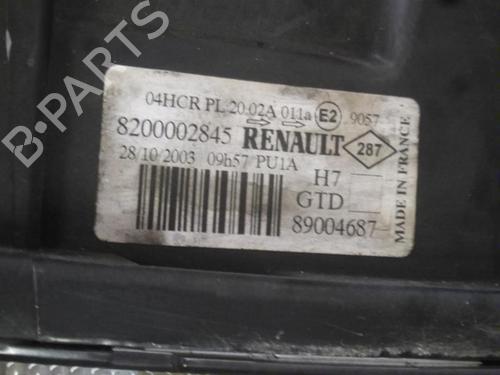 B-PARTS
04HCR PL 20 02A 011a E2 9057
8200002845 RENAULT 287
28/10/2003 09h57 PU1A
H7
GTD
89004687
MADE IN FRANCE
B-PARTS